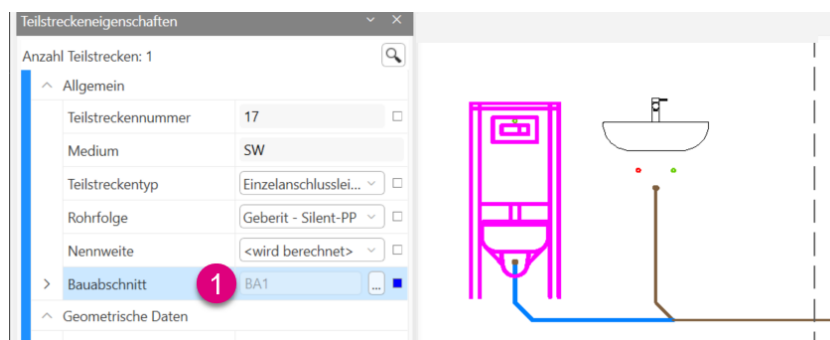 Teilstreckeneigenschaften
Anzahl Teilstrecken: 1
Allgemein
Teilstreckennummer 17
Medium SW
Teilstreckentyp Einzelanschlusslei...
Rohrfolge Geberit - Silent-PP
Nennweite <wird berechnet>
Bauabschnitt 1 BA1 ...
Geometrische Daten